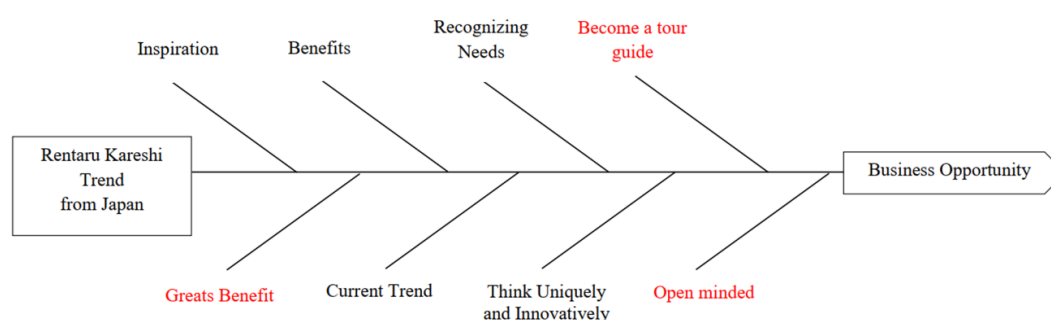 Inspiration
Benefits
Recognizing
Needs
Become a tour
guide
Rentaru Kareshi
Trend
from Japan
Business Opportunity
Greats Benefit
Current Trend
Think Uniquely
and Innovatively
Open minded